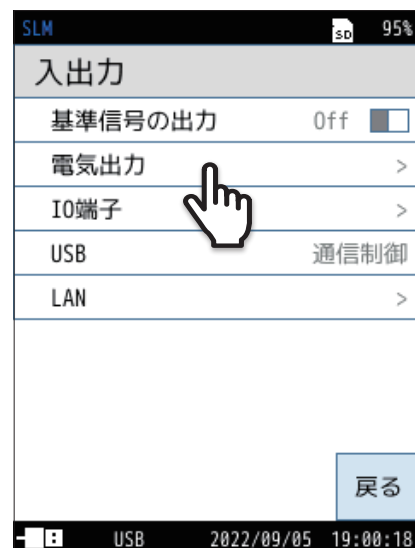 SLM SD 95%
入出力
基準信号の出力 Off
電気出力 >
IO端子 >
USB 通信制御
LAN >
戻る
USB 2022/09/05 19:00:18